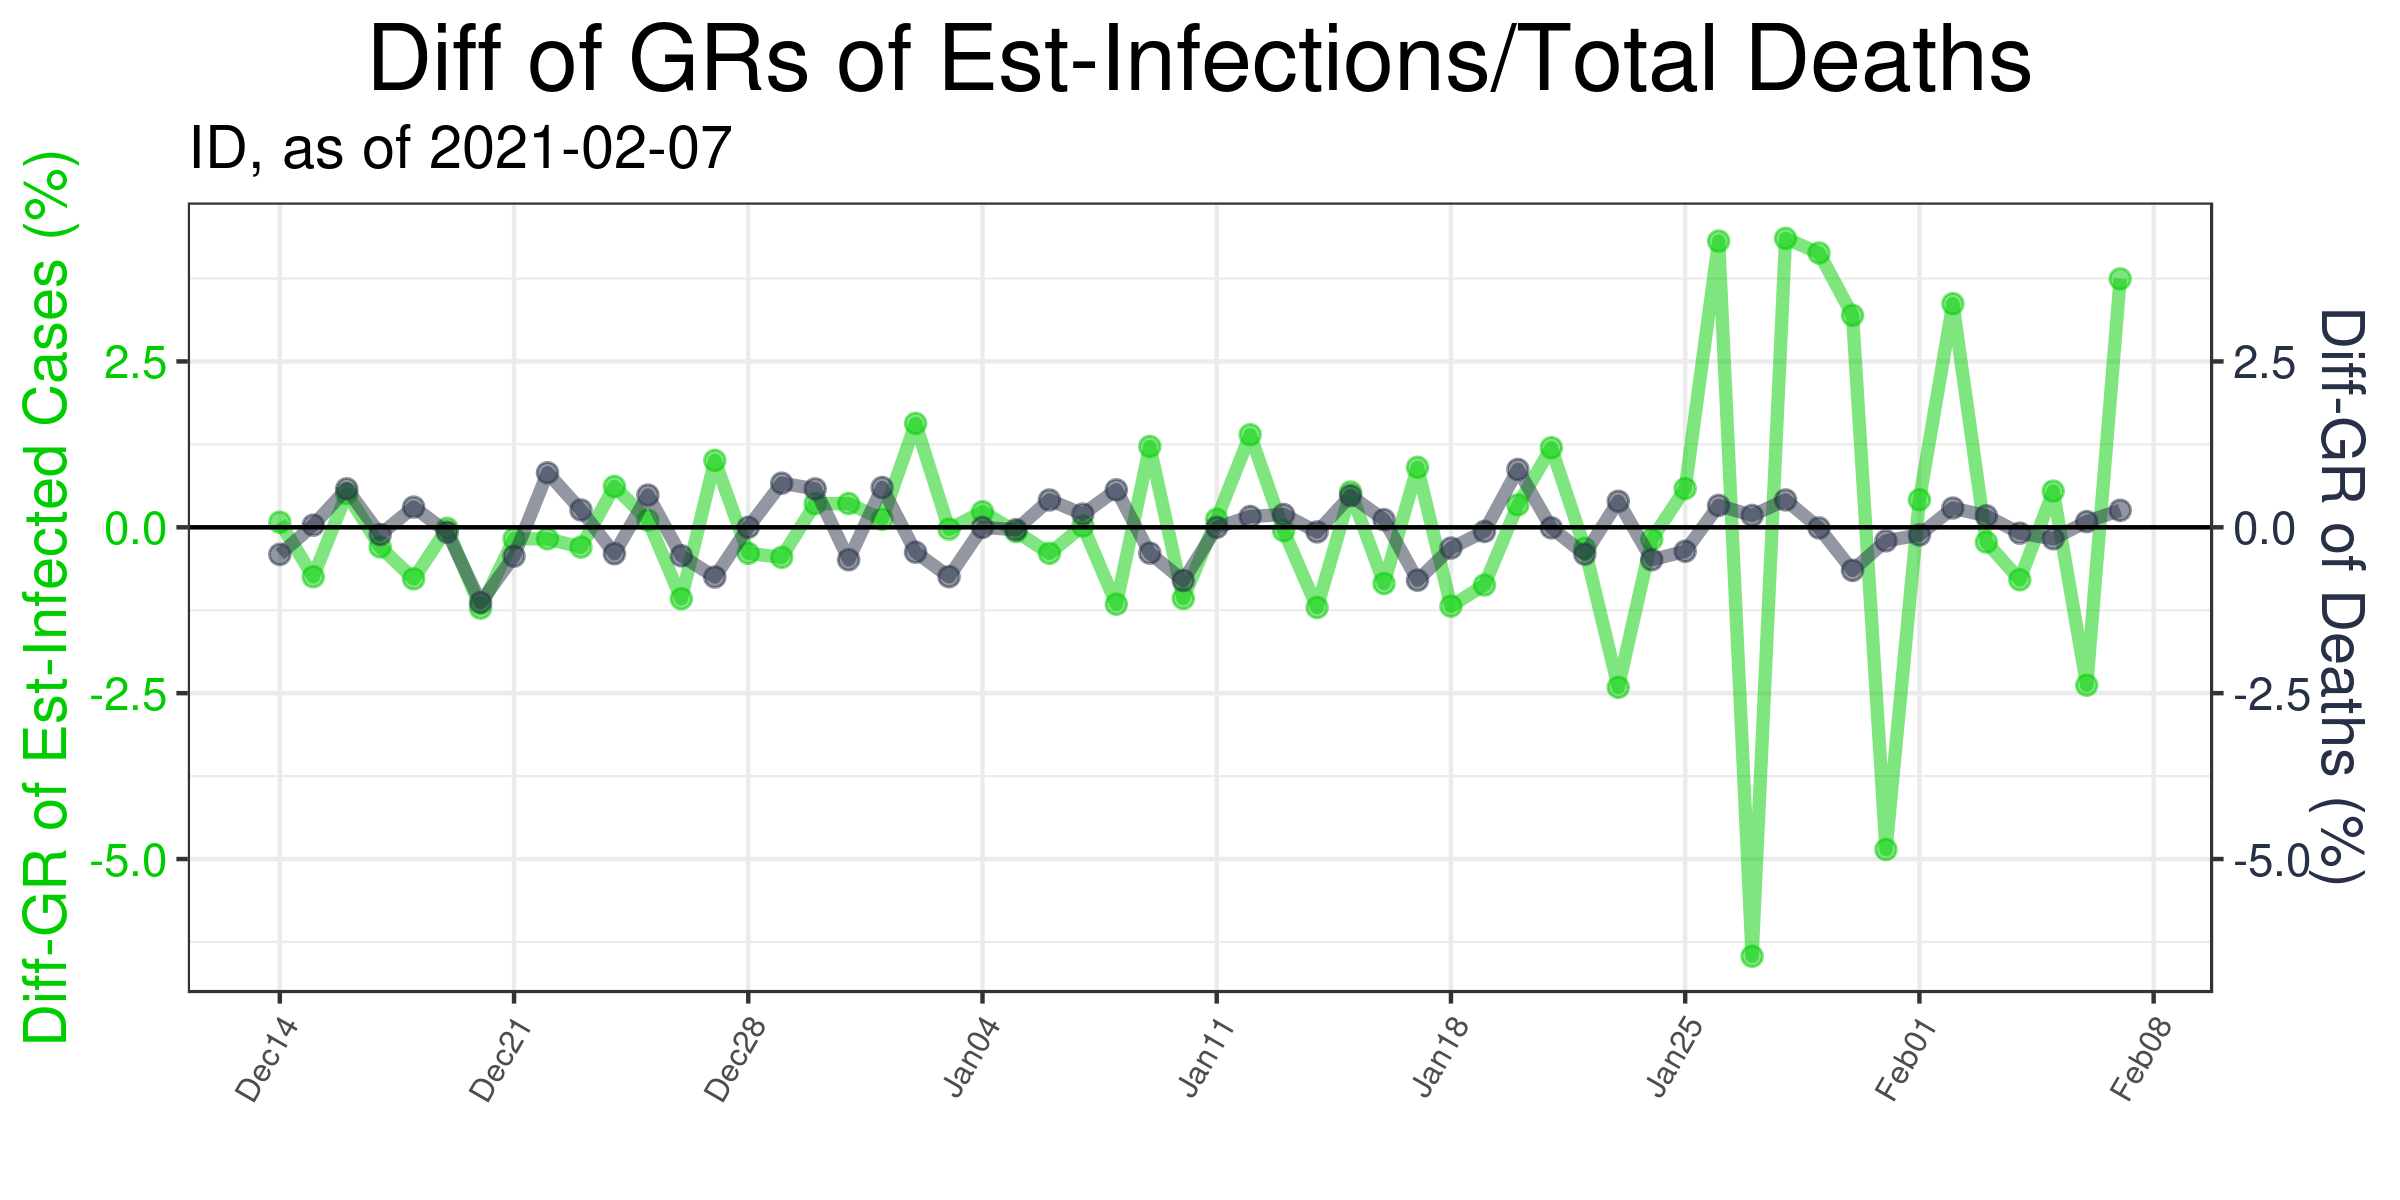 Diff of GRs of Est-Infections/Total Deaths
ID, as of 2021-02-07
Diff-GR of Est-Infected Cases (%)
2.5
0.0
-2.5
-5.0
2.5
0.0
-2.5
-5.0
Diff-GR of Deaths (%)
Dec14
Dec21
Dec28
Jan04
Jan11
Jan18
Jan25
Feb01
Feb08